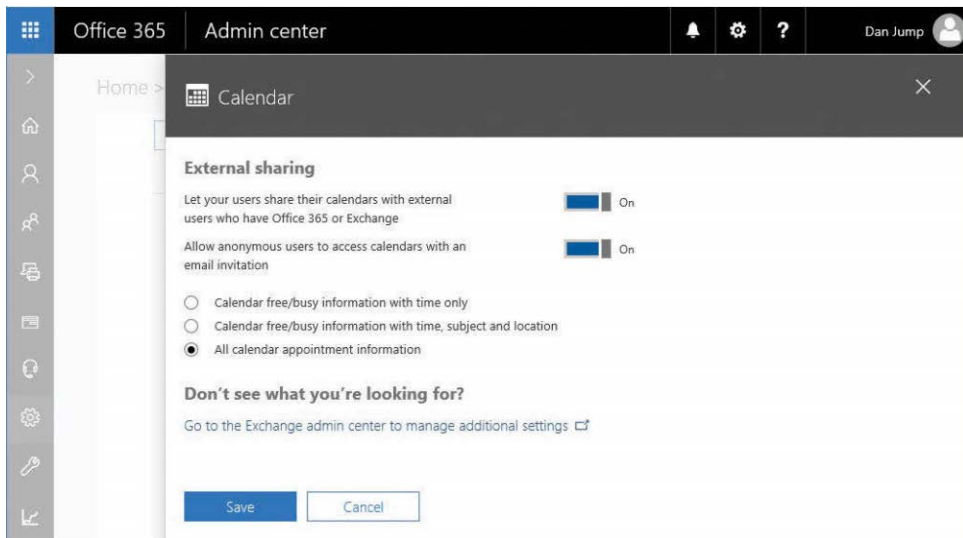 Office 365
Admin center
?
Dan Jump
Home >
Calendar
External sharing
Let your users share their calendars with external
users who have Office 365 or Exchange
On
Allow anonymous users to access calendars with an
email invitation
On
Calendar free/busy information with time only
Calendar free/busy information with time, subject and location
All calendar appointment information
Don't see what you're looking for?
Go to the Exchange admin center to manage additional settings
Save
Cancel